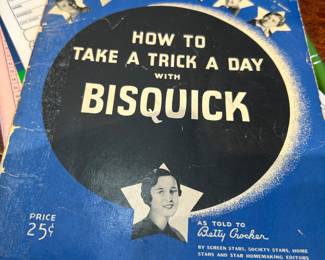 HOW TO
TAKE A TRICK A DAY
WITH
BISQUICK
AS TOLD TO
Betty Crocker
BY SCREEN STARS, SOCIETY STARS, HOME
STARS AND STAR HOMEMAKING EDITORS
PRICE
25¢